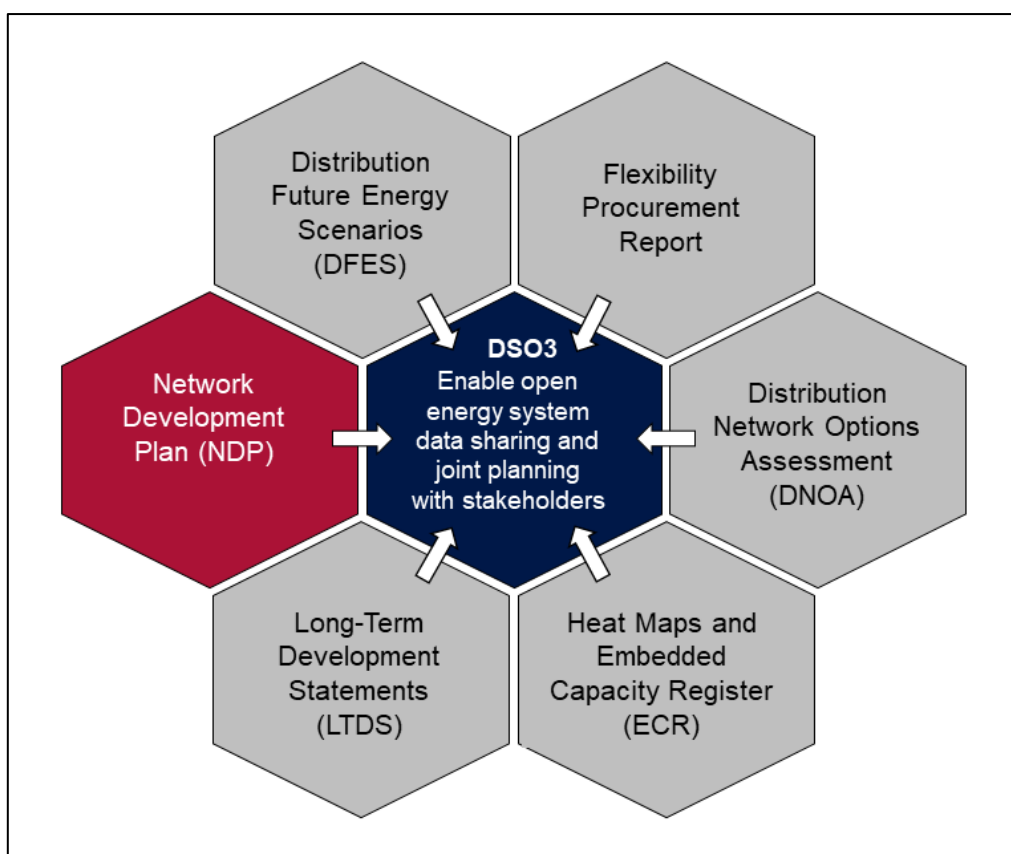 Distribution
Future Energy
Scenarios
(DFES)
Flexibility
Procurement
Report
Network
Development
Plan (NDP)
DSO3
Enable open
energy system
data sharing and
joint planning
with stakeholders
Distribution
Network Options
Assessment
(DNOA)
Long-Term
Development
Statements
(LTDS)
Heat Maps and
Embedded
Capacity Register
(ECR)